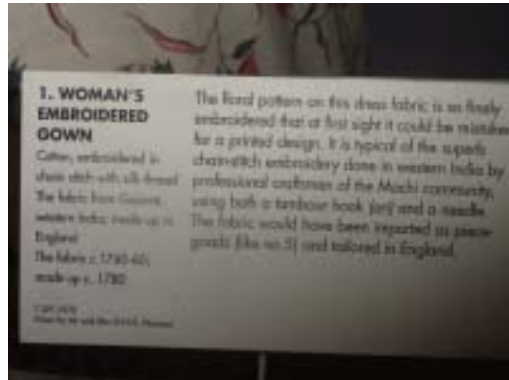 1. WOMAN'S
EMBROIDERED
GOWN
Cotton, embroidered in
chain stitch with silk thread
The fabric from Gujarat,
western India; made up in
England
The fabric c.1740-60;
made up c. 1780
The floral pattern on this dress fabric is so finely
embroidered that at first sight it could be mistaken
for a printed design. It is typical of the superb
chain-stitch embroidery done in western India by
professional craftsmen of the Mochi community,
using both a tambour hook (ari) and a needle.
The fabric would have been imported as piece-
goods (like no.5) and tailored in England.